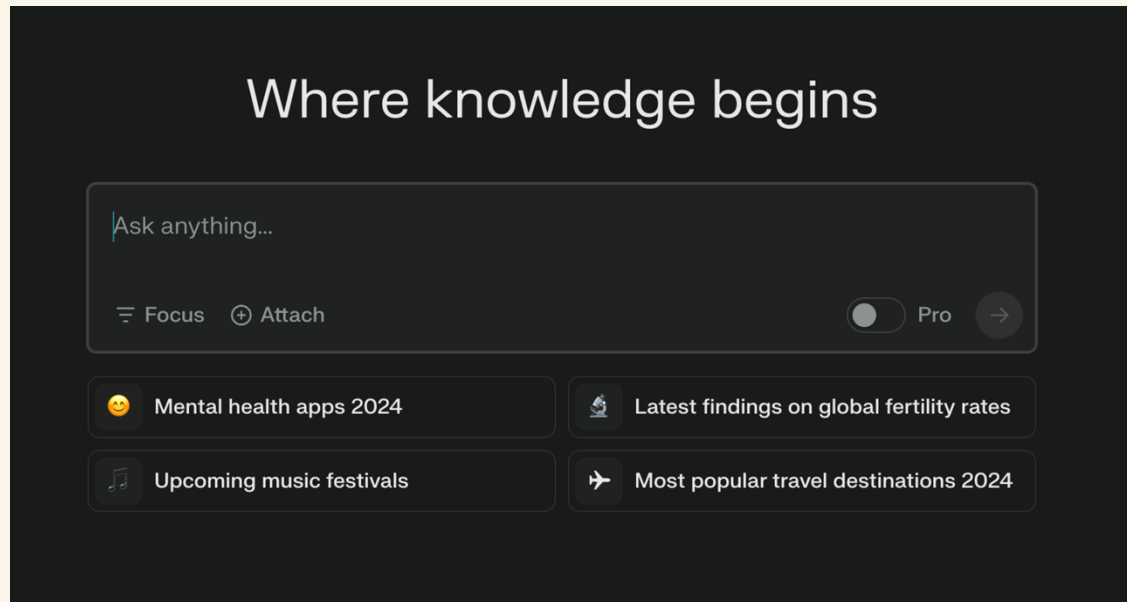 Where knowledge begins
Ask anything...
Focus Attach Pro
Mental health apps 2024
Latest findings on global fertility rates
Upcoming music festivals
Most popular travel destinations 2024